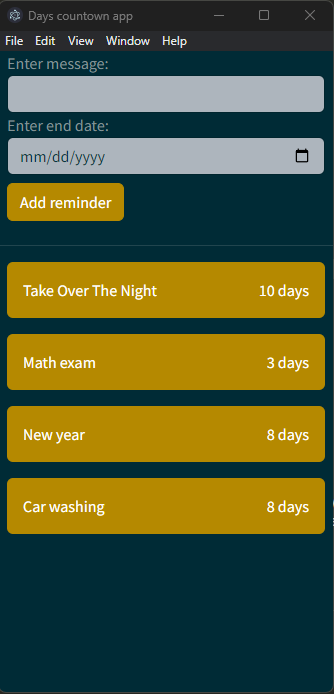 Days countown app
File Edit View Window Help
Enter message:
Enter end date:
mm/dd/yyyy
Add reminder
Take Over The Night 10 days
Math exam 3 days
New year 8 days
Car washing 8 days